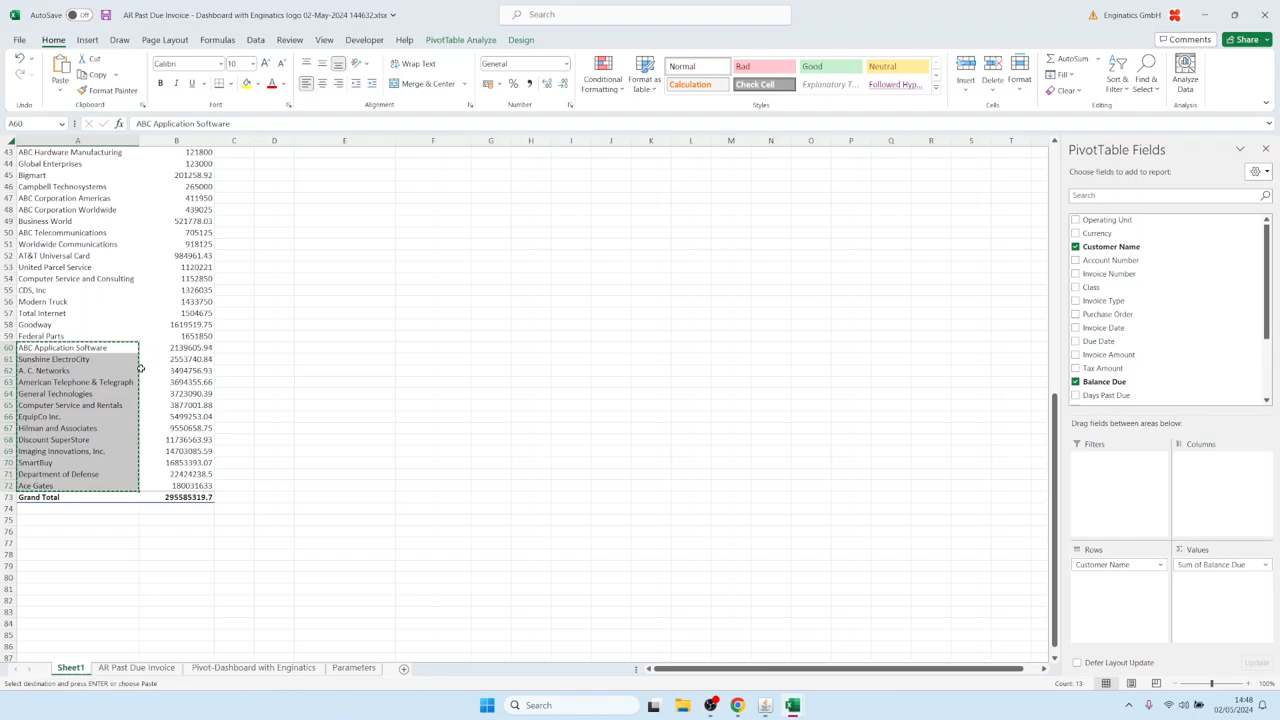 AutoSave Off AR Past Due Invoice - Dashboard with Enginatics logo 02-May-2024 144632.xls Search Enginatics GmbH
File Home Insert Draw Page Layout Formulas Data Review View Developer Help PivotTable Analyze Design Comments Share
Cut Calibri 10 Wrap Text General Normal Bad Good Neutral AutoSum
Paste Copy Conditional Formatting Format as Table Insert Delete Format Fill Sort & Filter Find & Select Analyze Data
Format Painter B I U Merge & Center Calculation Check Cell Explanatory T... Followed Hyp... Clear
Undo Clipboard Font Alignment Number Styles Cells Editing Analysis
A60 fx ABC Application Software
A B C D E F G H I J K L M N O P Q R S T
43 ABC Hardware Manufacturing 121800
44 Global Enterprises 123000
45 Bigmart 201258.92
46 Campbell Technosystems 265000
47 ABC Corporation Americas 411950
48 ABC Corporation Worldwide 439025
49 Business World 521778.03
50 ABC Telecommunications 705125
51 Worldwide Communications 918125
52 AT&T Universal Card 984961.43
53 United Parcel Service 1120221
54 Computer Service and Consulting 1152850
55 CDS, Inc 1326035
56 Modern Truck 1433750
57 Total Internet 1504675
58 Goodway 1619519.75
59 Federal Parts 1651850
60 ABC Application Software 2139605.94
61 Sunshine ElectroCity 2553740.84
62 A. C. Networks 3494756.93
63 American Telephone & Telegraph 3694355.66
64 General Technologies 3723090.39
65 Computer Service and Rentals 3877001.88
66 EquipCo Inc. 5499253.04
67 Hilman and Associates 9550658.75
68 Discount SuperStore 11736563.93
69 Imaging Innovations, Inc. 14703085.59
70 SmartBuy 16853393.07
71 Department of Defense 22424238.5
72 Ace Gates 180031633
73 Grand Total 295585319.7
74
75
76
77
78
79
80
81
82
83
84
85
86
87
PivotTable Fields
Choose fields to add to report:
Search
Operating Unit
Currency
Customer Name
Account Number
Invoice Number
Class
Invoice Type
Purchase Order
Invoice Date
Due Date
Invoice Amount
Tax Amount
Balance Due
Days Past Due
Drag fields between areas below:
Filters Columns
Rows Σ Values
Customer Name Sum of Balance Due
Defer Layout Update Update
Sheet1 AR Past Due Invoice Pivot-Dashboard with Enginatics Parameters
Select destination and press ENTER or choose Paste Count: 13 100%
Search 14:48
02/05/2024